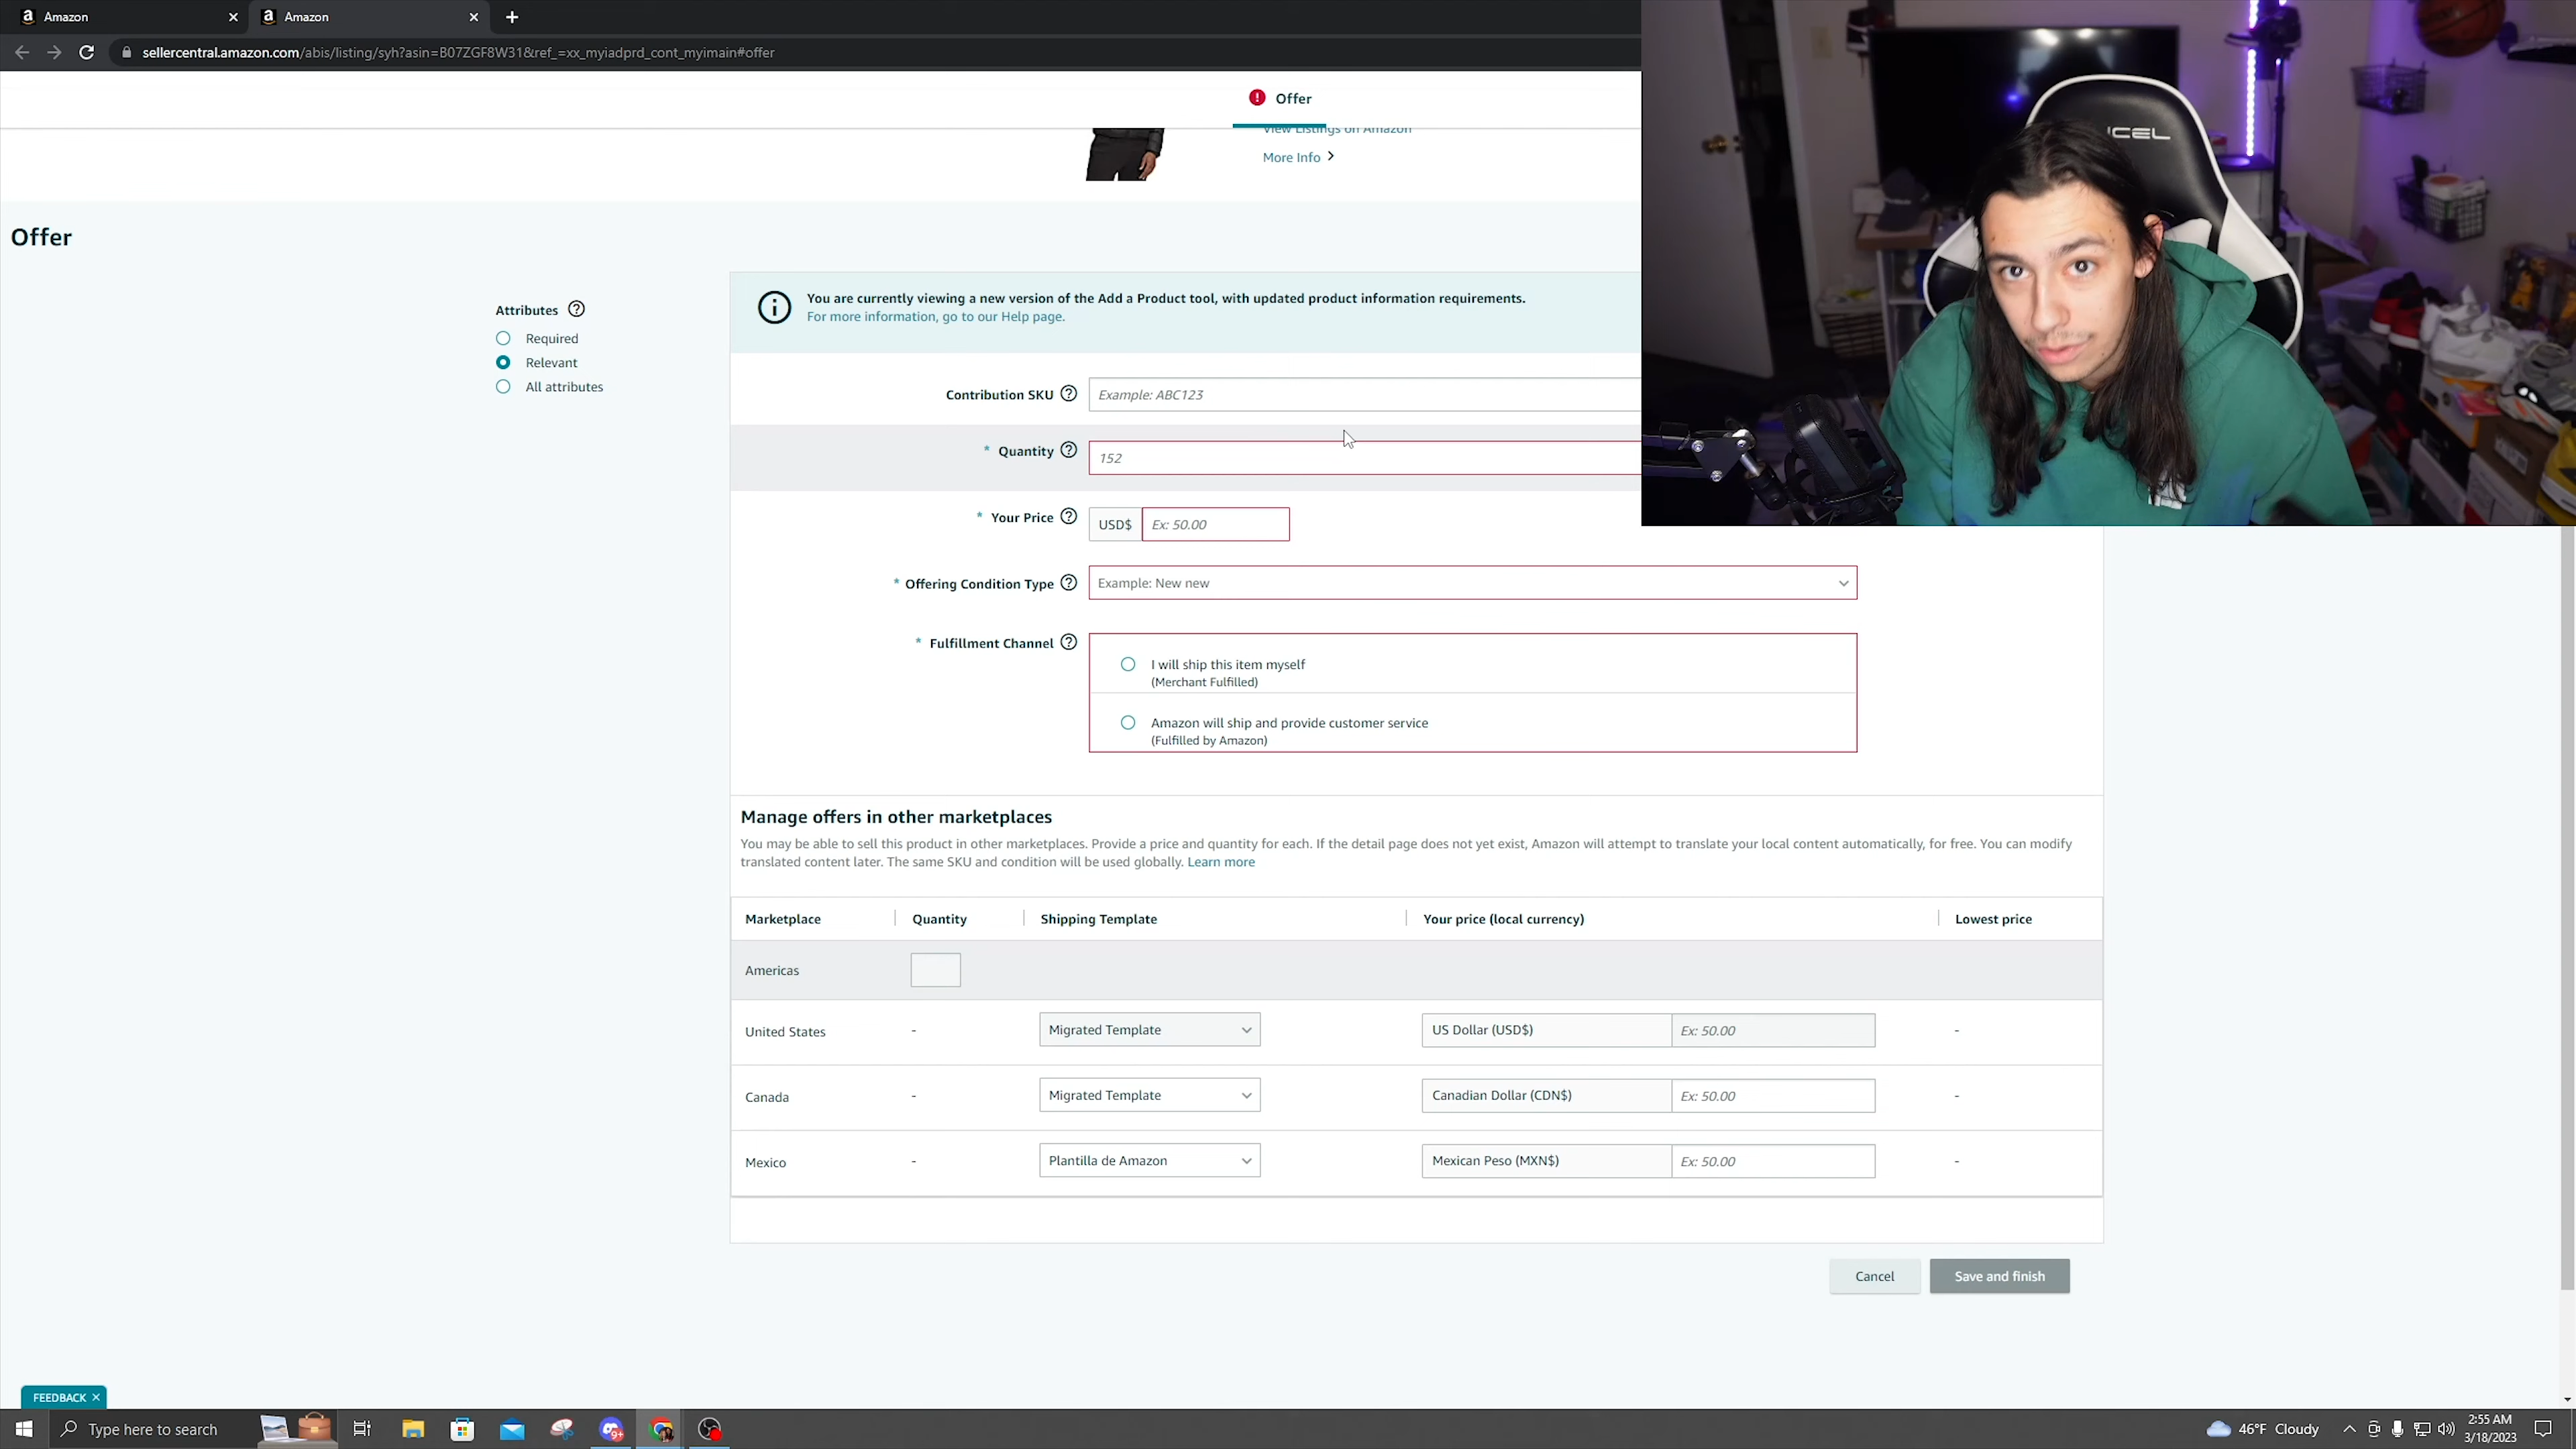 Amazon
Amazon
sellercentral.amazon.com/abis/listing/syh?asin=B07ZGF8W31&ref_=xx_myiadprd_cont_myimain#offer
Offer
View Listings on Amazon
More Info
Offer
Attributes
Required
Relevant
All attributes
You are currently viewing a new version of the Add a Product tool, with updated product information requirements.
For more information, go to our Help page.
Contribution SKU Example: ABC123
* Quantity 152
* Your Price USD$ Ex: 50.00
* Offering Condition Type Example: New new
* Fulfillment Channel
I will ship this item myself
(Merchant Fulfilled)
Amazon will ship and provide customer service
(Fulfilled by Amazon)
Manage offers in other marketplaces
You may be able to sell this product in other marketplaces. Provide a price and quantity for each. If the detail page does not yet exist, Amazon will attempt to translate your local content automatically, for free. You can modify
translated content later. The same SKU and condition will be used globally. Learn more
Marketplace Quantity Shipping Template Your price (local currency) Lowest price
Americas
United States - Migrated Template US Dollar (USD$) Ex: 50.00 -
Canada - Migrated Template Canadian Dollar (CDN$) Ex: 50.00 -
Mexico - Plantilla de Amazon Mexican Peso (MXN$) Ex: 50.00 -
Cancel Save and finish
FEEDBACK
Type here to search
9+
46°F Cloudy
2:55 AM
3/18/2023